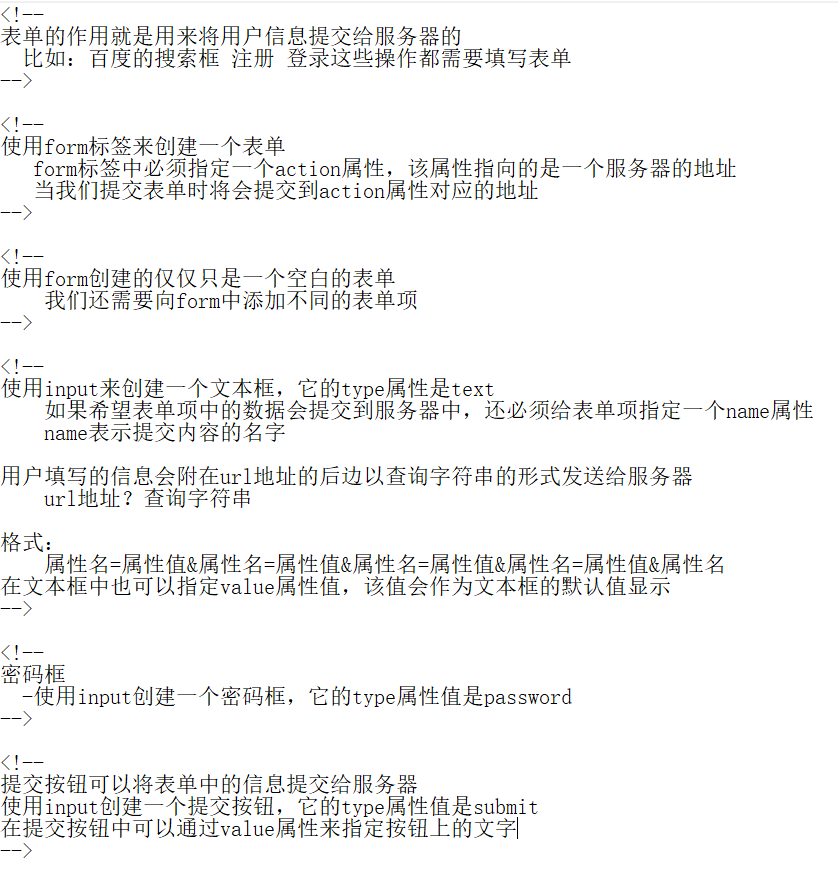 <!--
表单的作用就是用来将用户信息提交给服务器的
比如：百度的搜索框 注册 登录这些操作都需要填写表单
-->
<!--
使用form标签来创建一个表单
form标签中必须指定一个action属性，该属性指向的是一个服务器的地址
当我们提交表单时将会提交到action属性对应的地址
-->
<!--
使用form创建的仅仅只是一个空白的表单
我们还需要向form中添加不同的表单项
-->
<!--
使用input来创建一个文本框，它的type属性是text
如果希望表单项中的数据会提交到服务器中，还必须给表单项指定一个name属性
name表示提交内容的名字
用户填写的信息会附在url地址的后边以查询字符串的形式发送给服务器
url地址？查询字符串
格式：
属性名=属性值&属性名=属性值&属性名=属性值&属性名=属性值&属性名
在文本框中也可以指定value属性值，该值会作为文本框的默认值显示
-->
<!--
密码框
-使用input创建一个密码框，它的type属性值是password
-->
<!--
提交按钮可以将表单中的信息提交给服务器
使用input创建一个提交按钮，它的type属性值是submit
在提交按钮中可以通过value属性来指定按钮上的文字
-->